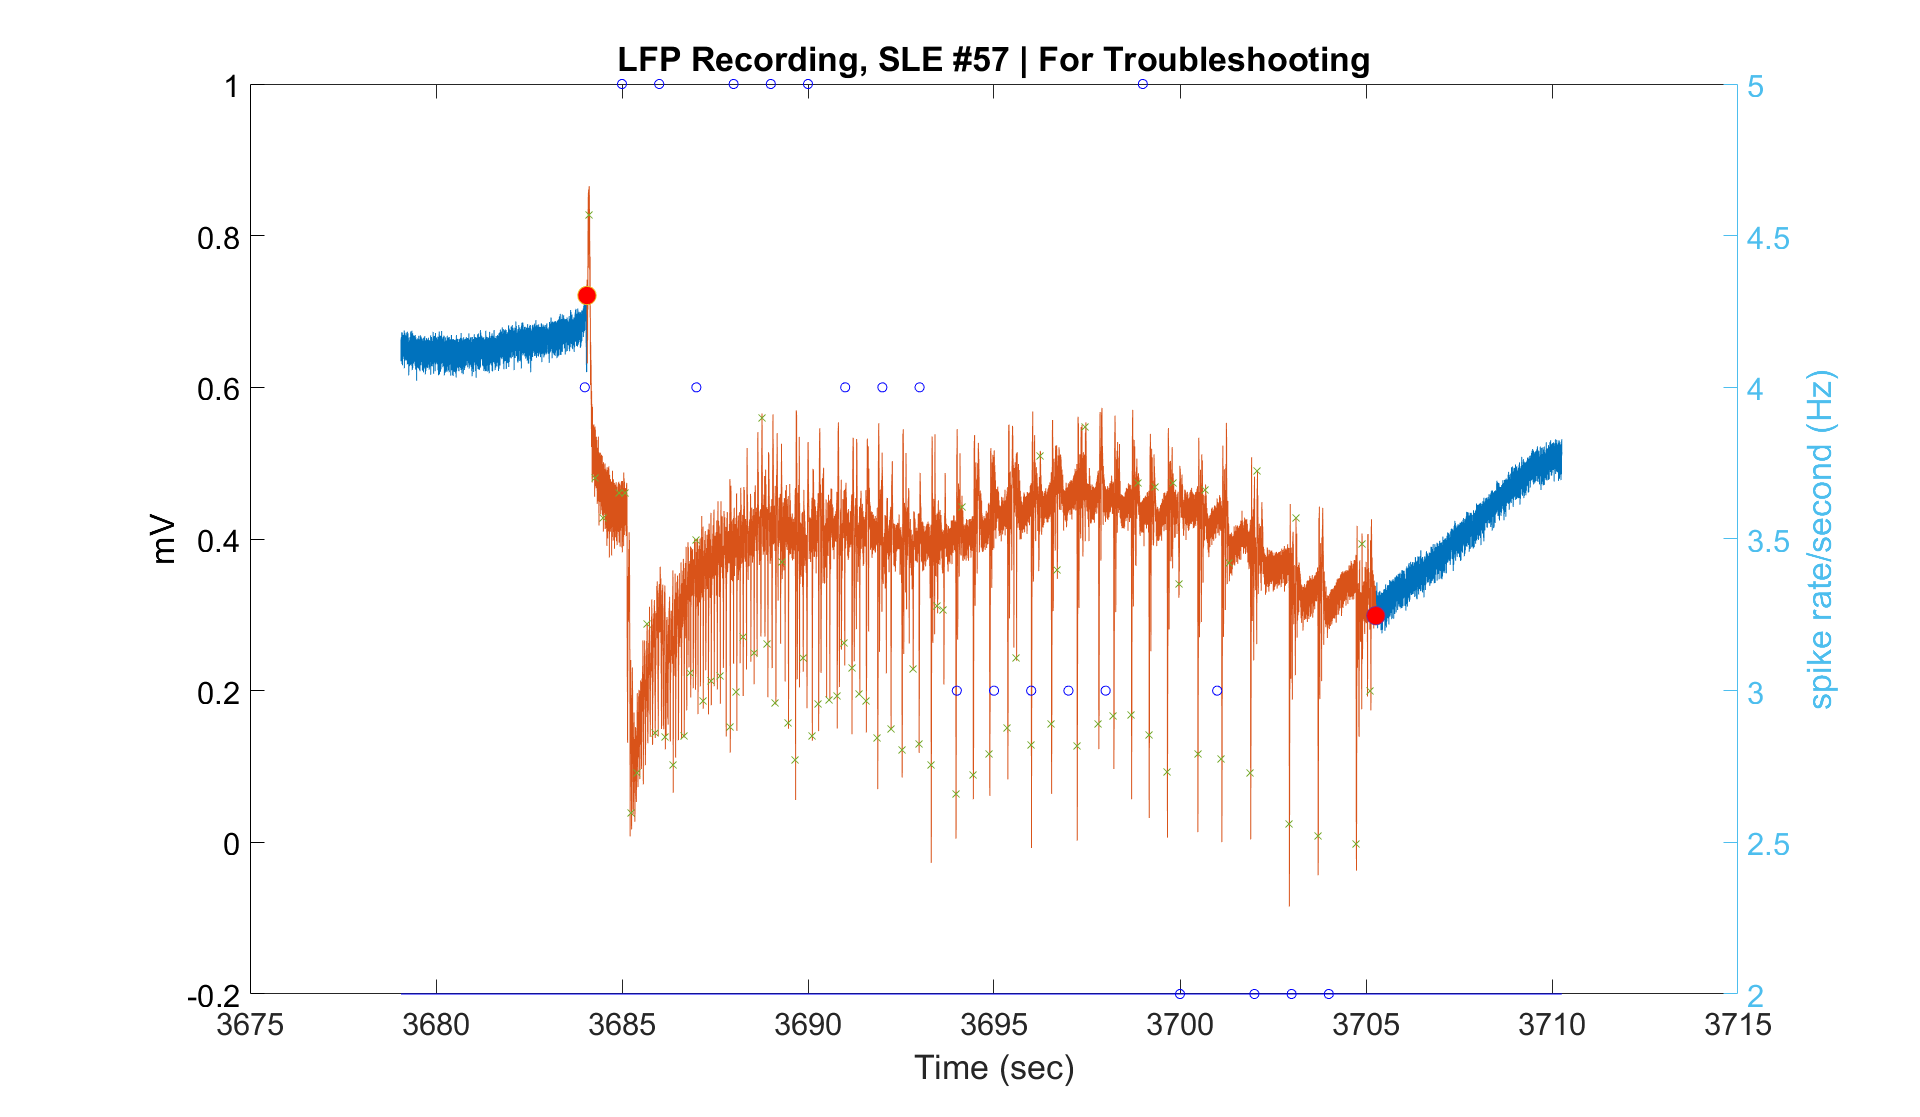 LFP Recording, SLE #57 | For Troubleshooting
1
0.8
0.6
0.4
0.2
0
-0.2
mV
5
4.5
4
3.5
3
2.5
2
spike rate/second (Hz)
3675 3680 3685 3690 3695 3700 3705 3710 3715
Time (sec)